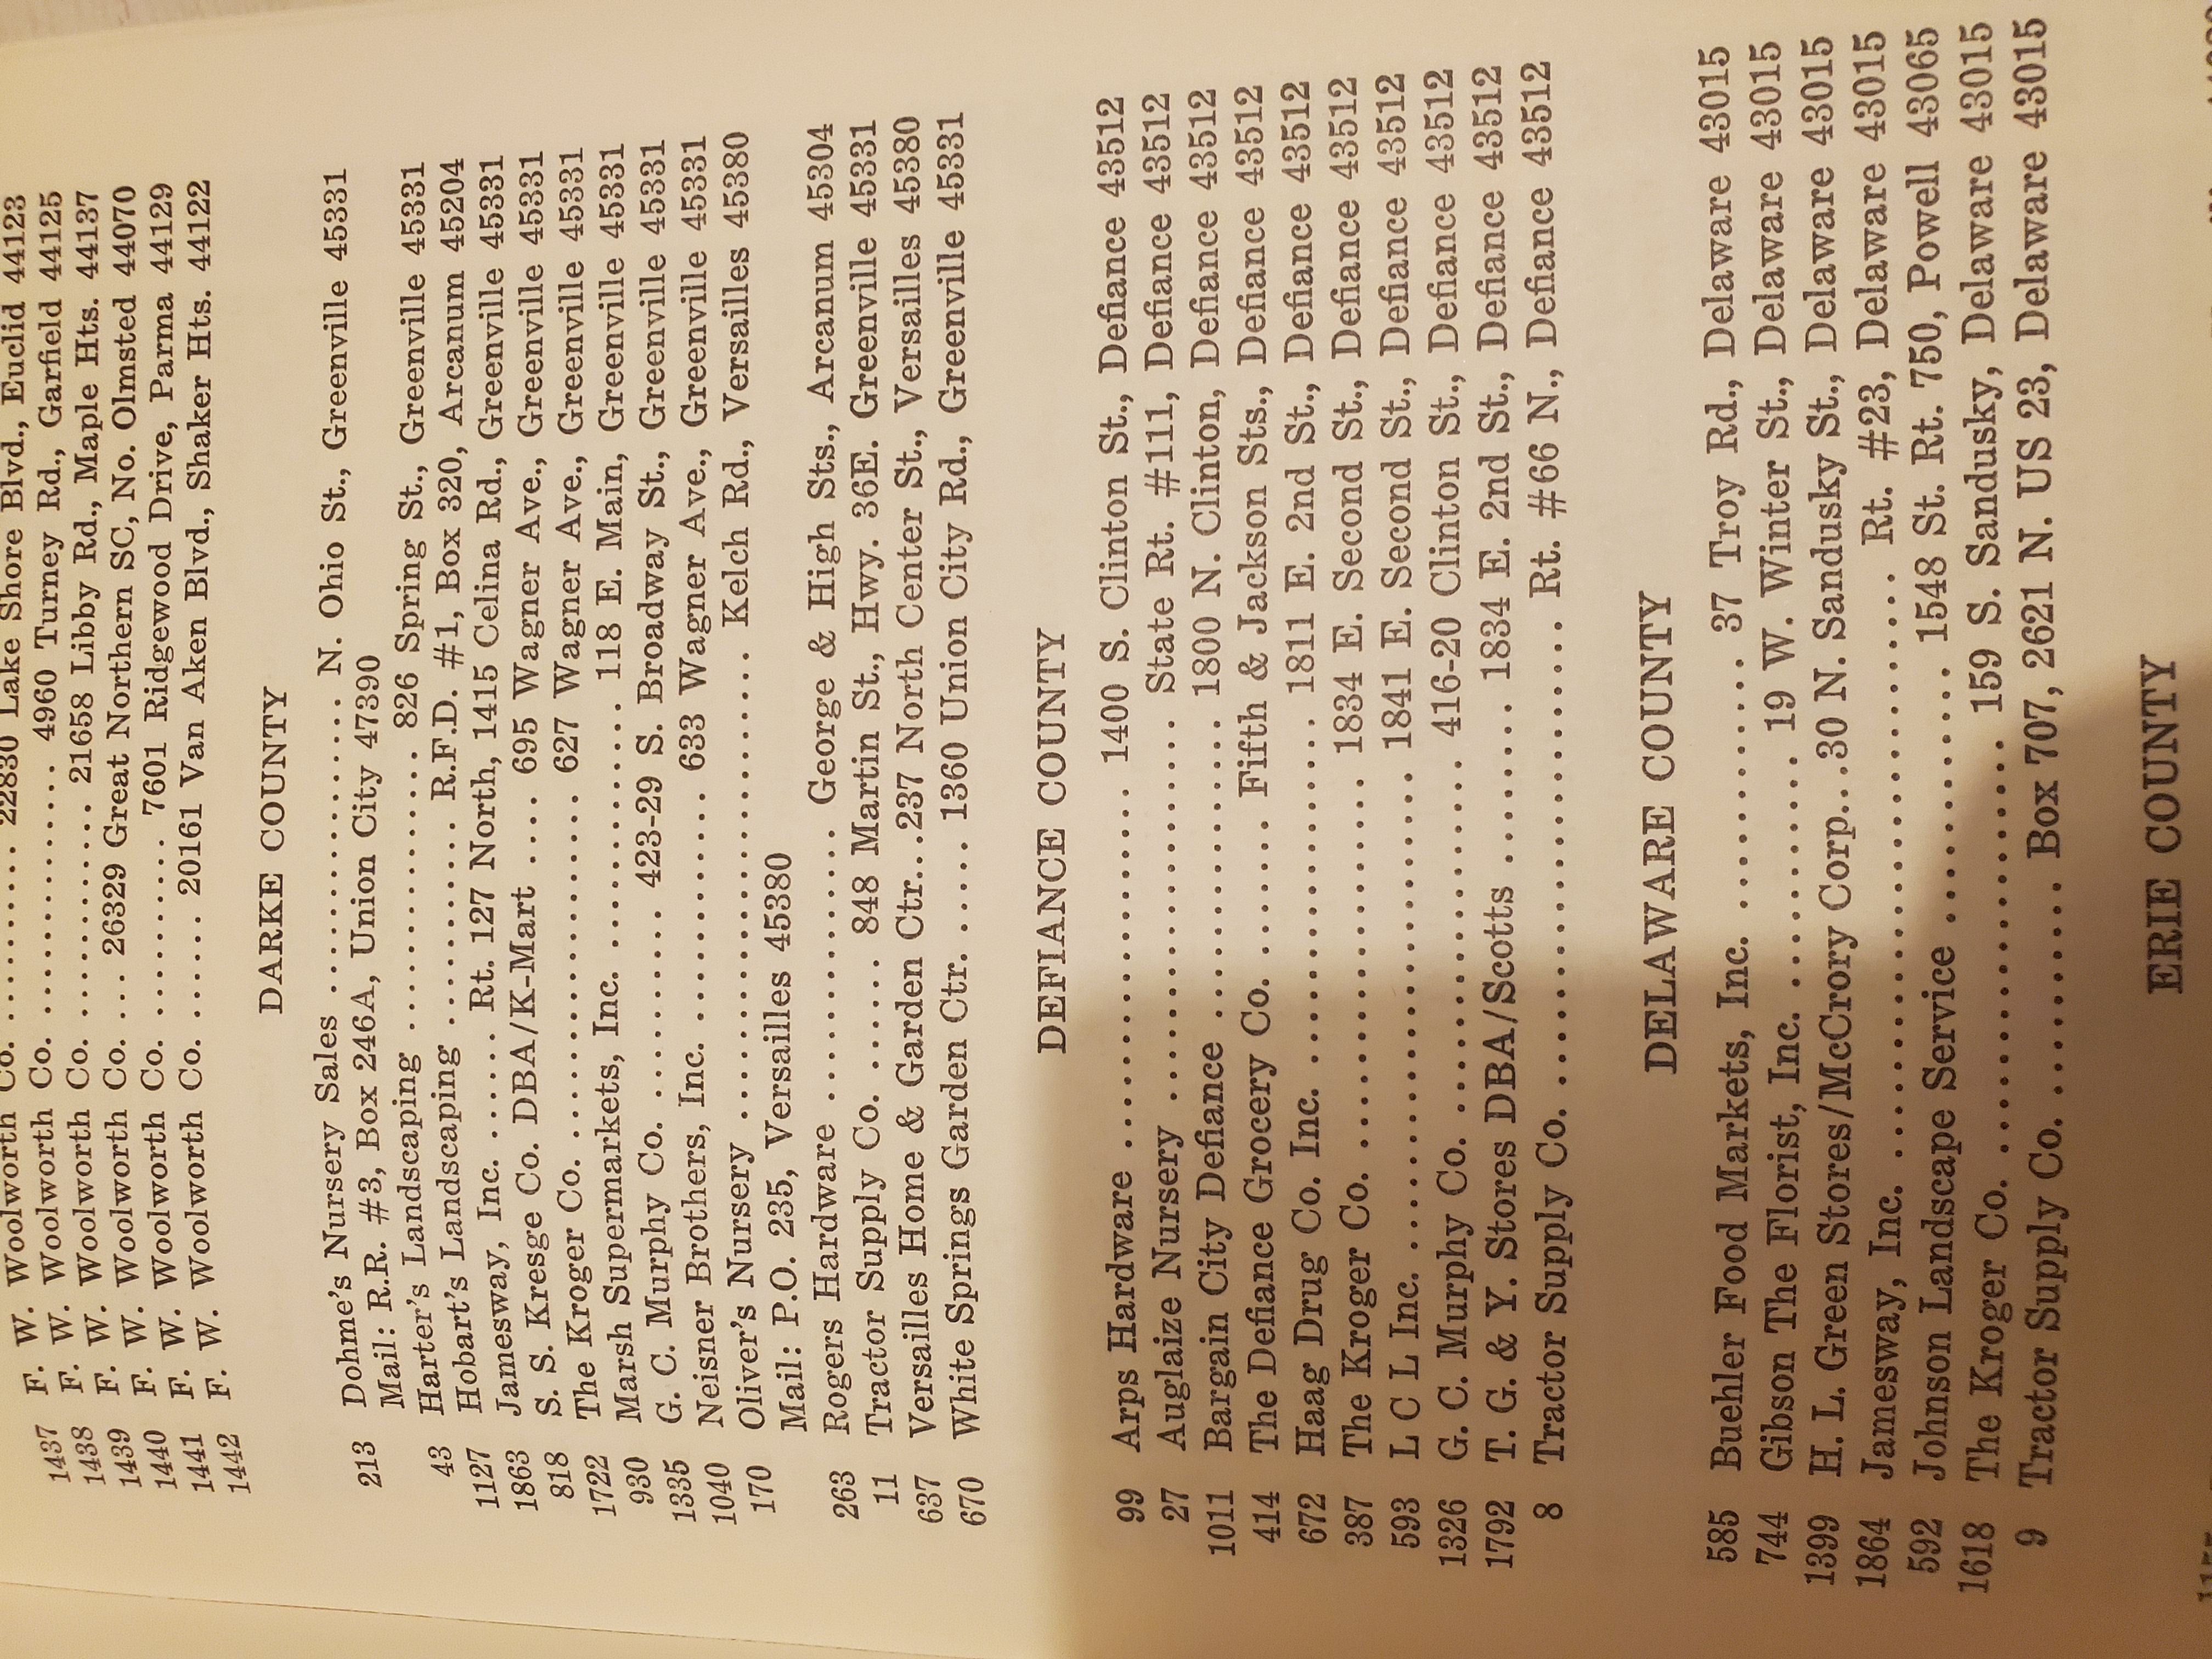 1437 F. W. Woolworth Co. .......... 22830 Lake Shore Blvd., Euclid 44123
1438 F. W. Woolworth Co. .............. 4960 Turney Rd., Garfield 44125
1439 F. W. Woolworth Co. ............ 21658 Libby Rd., Maple Hts. 44137
1440 F. W. Woolworth Co. ... 26329 Great Northern SC, No. Olmsted 44070
1441 F. W. Woolworth Co. .......... 7601 Ridgewood Drive, Parma 44129
1442 F. W. Woolworth Co. ...... 20161 Van Aken Blvd., Shaker Hts. 44122
DARKE COUNTY
213 Dohme's Nursery Sales ................ N. Ohio St., Greenville 45331
Mail: R.R. #3, Box 246A, Union City 47390
43 Harter's Landscaping ............... 826 Spring St., Greenville 45331
1127 Hobart's Landscaping ............ R.F.D. #1, Box 320, Arcanum 45204
1863 Jamesway, Inc. ...... Rt. 127 North, 1415 Celina Rd., Greenville 45331
818 S. S. Kresge Co. DBA/K-Mart .... 695 Wagner Ave., Greenville 45331
1722 The Kroger Co. .................. 627 Wagner Ave., Greenville 45331
930 Marsh Supermarkets, Inc. .............. 118 E. Main, Greenville 45331
1335 G. C. Murphy Co. .......... 423-29 S. Broadway St., Greenville 45331
1040 Neisner Brothers, Inc. ............ 633 Wagner Ave., Greenville 45331
170 Oliver's Nursery ......................... Kelch Rd., Versailles 45380
Mail: P.O. 235, Versailles 45380
263 Rogers Hardware .............. George & High Sts., Arcanum 45304
11 Tractor Supply Co. ...... 848 Martin St., Hwy. 36E. Greenville 45331
637 Versailles Home & Garden Ctr...237 North Center St., Versailles 45380
670 White Springs Garden Ctr. ..... 1360 Union City Rd., Greenville 45331
DEFIANCE COUNTY
99 Arps Hardware ................... 1400 S. Clinton St., Defiance 43512
27 Auglaize Nursery ..................... State Rt. #111, Defiance 43512
1011 Bargain City Defiance ................. 1800 N. Clinton, Defiance 43512
414 The Defiance Grocery Co. ....... Fifth & Jackson Sts., Defiance 43512
672 Haag Drug Co. Inc. ................... 1811 E. 2nd St., Defiance 43512
387 The Kroger Co. ..................... 1834 E. Second St., Defiance 43512
593 L C L Inc. .......................... 1841 E. Second St., Defiance 43512
1326 G. C. Murphy Co. .................. 416-20 Clinton St., Defiance 43512
1792 T. G. & Y. Stores DBA/Scotts ........ 1834 E. 2nd St., Defiance 43512
8 Tractor Supply Co. ....................... Rt. #66 N., Defiance 43512
DELAWARE COUNTY
585 Buehler Food Markets, Inc. ............ 37 Troy Rd., Delaware 43015
744 Gibson The Florist, Inc. ........... 19 W. Winter St., Delaware 43015
1399 H. L. Green Stores/McCrory Corp...30 N. Sandusky St., Delaware 43015
1864 Jamesway, Inc. ........................... Rt. #23, Delaware 43015
592 Johnson Landscape Service ............ 1548 St. Rt. 750, Powell 43065
1618 The Kroger Co. ..................... 159 S. Sandusky, Delaware 43015
9 Tractor Supply Co. ............ Box 707, 2621 N. US 23, Delaware 43015
ERIE COUNTY